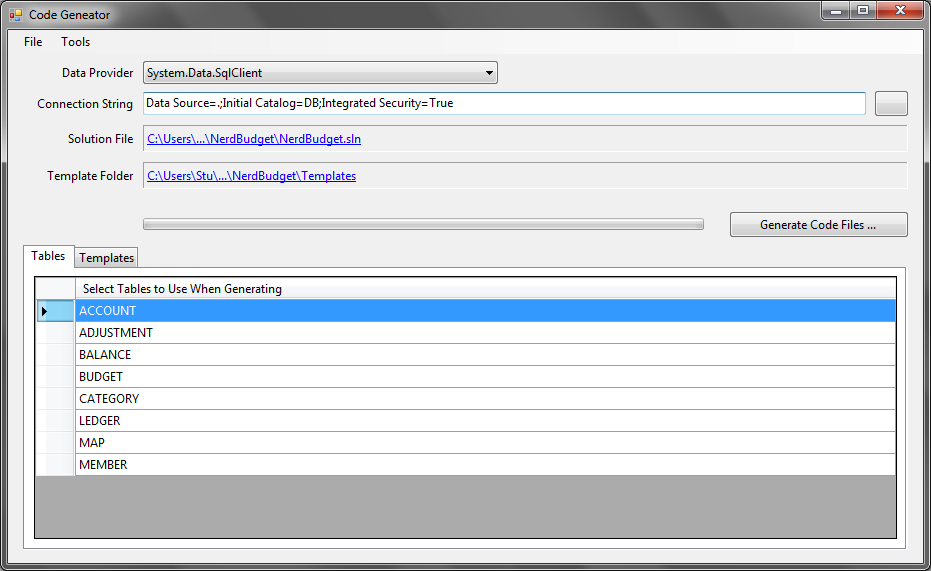 Code Geneator
File Tools
Data Provider System.Data.SqlClient
Connection String Data Source=.;Initial Catalog=DB;Integrated Security=True
Solution File C:\Users\...\NerdBudget\NerdBudget.sln
Template Folder C:\Users\Stu\...\NerdBudget\Templates
Generate Code Files ...
Tables Templates
Select Tables to Use When Generating
ACCOUNT
ADJUSTMENT
BALANCE
BUDGET
CATEGORY
LEDGER
MAP
MEMBER